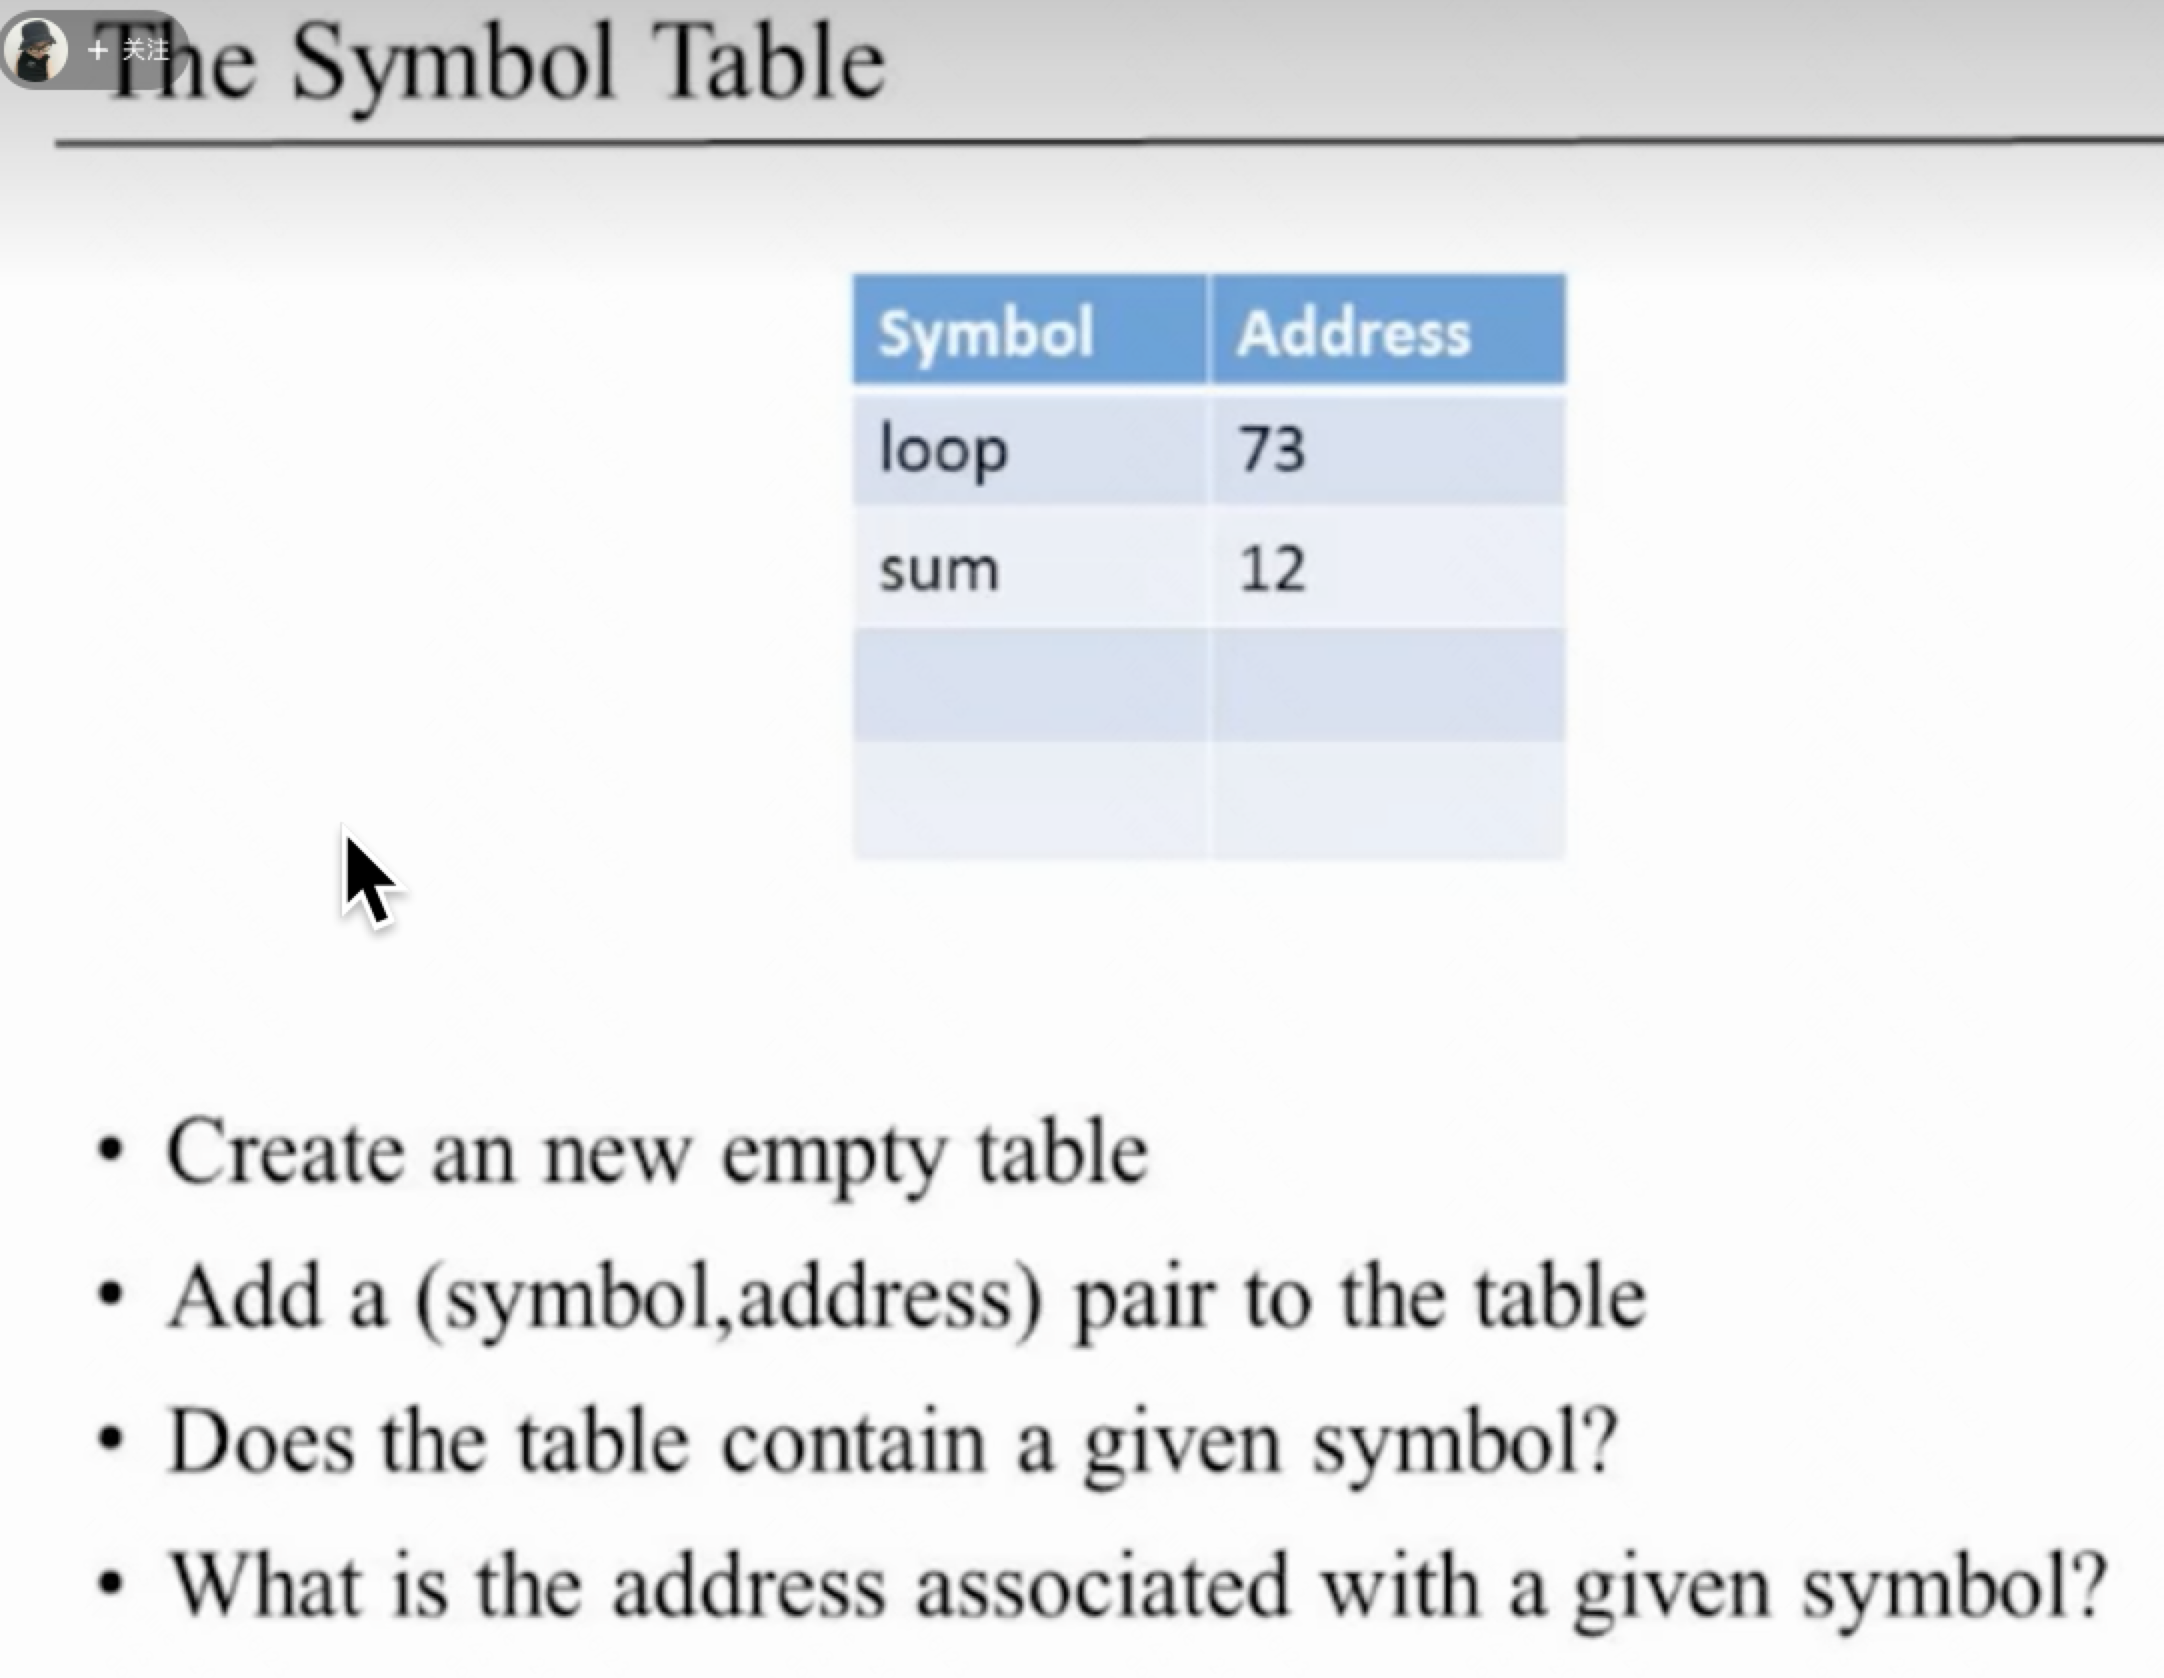 + 关注
The Symbol Table
Symbol Address
loop 73
sum 12
• Create an new empty table
• Add a (symbol,address) pair to the table
• Does the table contain a given symbol?
• What is the address associated with a given symbol?